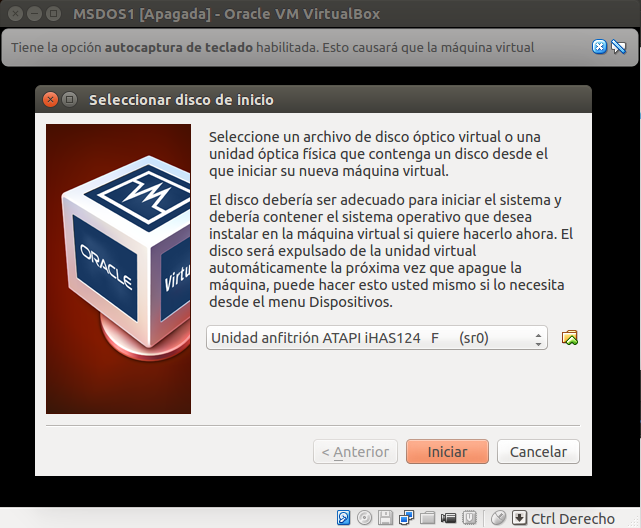 MSDOS1 [Apagada] - Oracle VM VirtualBox
Tiene la opción autocaptura de teclado habilitada. Esto causará que la máquina virtual
Seleccionar disco de inicio
Seleccione un archivo de disco óptico virtual o una
unidad óptica física que contenga un disco desde el
que iniciar su nueva máquina virtual.
El disco debería ser adecuado para iniciar el sistema y
debería contener el sistema operativo que desea
instalar en la máquina virtual si quiere hacerlo ahora. El
disco será expulsado de la unidad virtual
automáticamente la próxima vez que apague la
máquina, puede hacer esto usted mismo si lo necesita
desde el menu Dispositivos.
ORACLE
Virtu
Unidad anfitrión ATAPI iHAS124 F (sr0)
< Anterior
Iniciar
Cancelar
Ctrl Derecho